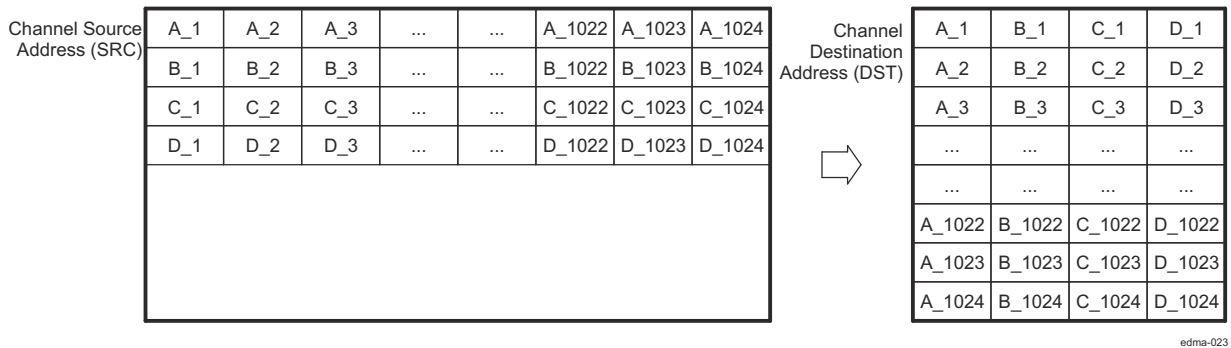 Channel Source
Address (SRC)
A_1 A_2 A_3 ... ... A_1022 A_1023 A_1024
B_1 B_2 B_3 ... ... B_1022 B_1023 B_1024
C_1 C_2 C_3 ... ... C_1022 C_1023 C_1024
D_1 D_2 D_3 ... ... D_1022 D_1023 D_1024
Channel
Destination
Address (DST)
A_1 B_1 C_1 D_1
A_2 B_2 C_2 D_2
A_3 B_3 C_3 D_3
... ... ... ...
... ... ... ...
A_1022 B_1022 C_1022 D_1022
A_1023 B_1023 C_1023 D_1023
A_1024 B_1024 C_1024 D_1024
edma-023